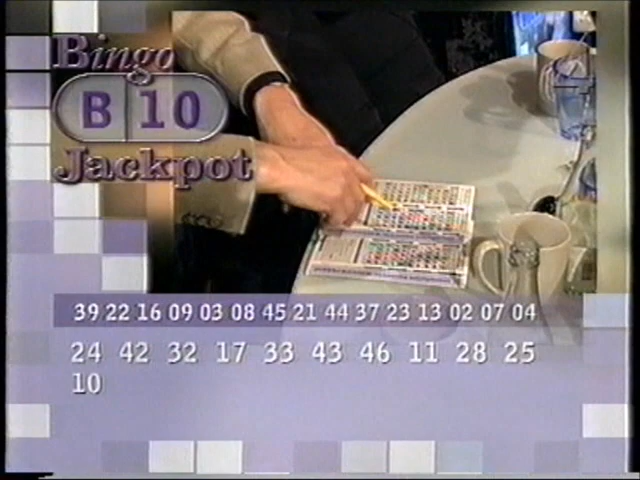 Bingo
B 10
Jackpot
39 22 16 09 03 08 45 21 44 37 23 13 02 07 04
24 42 32 17 33 43 46 11 28 25
10